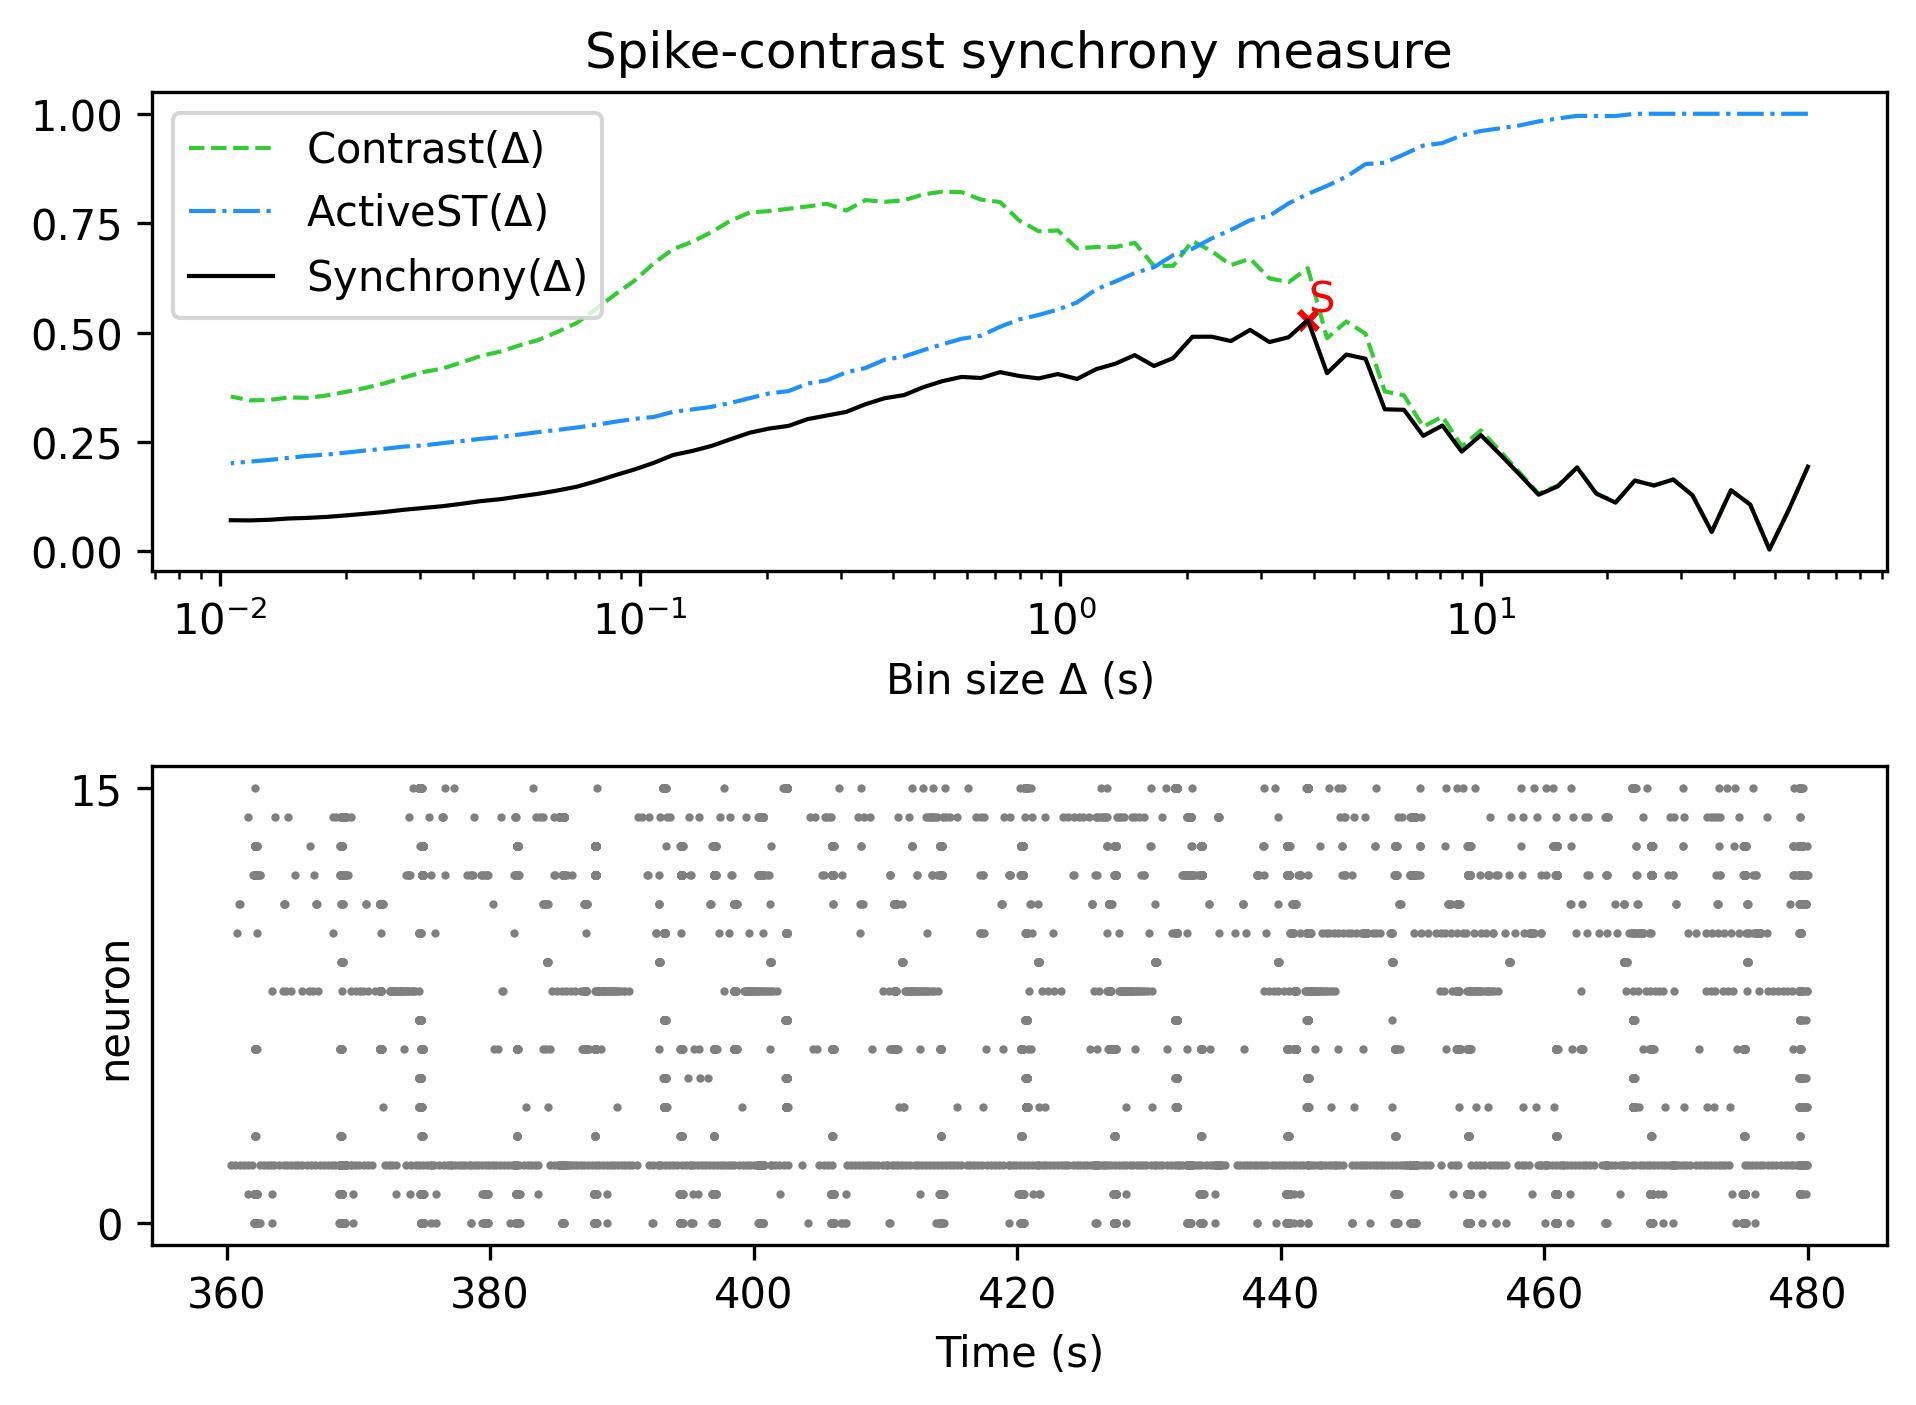 Spike-contrast synchrony measure
1.00
0.75
0.50
0.25
0.00
Contrast(Δ)
ActiveST(Δ)
Synchrony(Δ)
S
10⁻² 10⁻¹ 10⁰ 10¹
Bin size Δ (s)
15
0
neuron
360 380 400 420 440 460 480
Time (s)